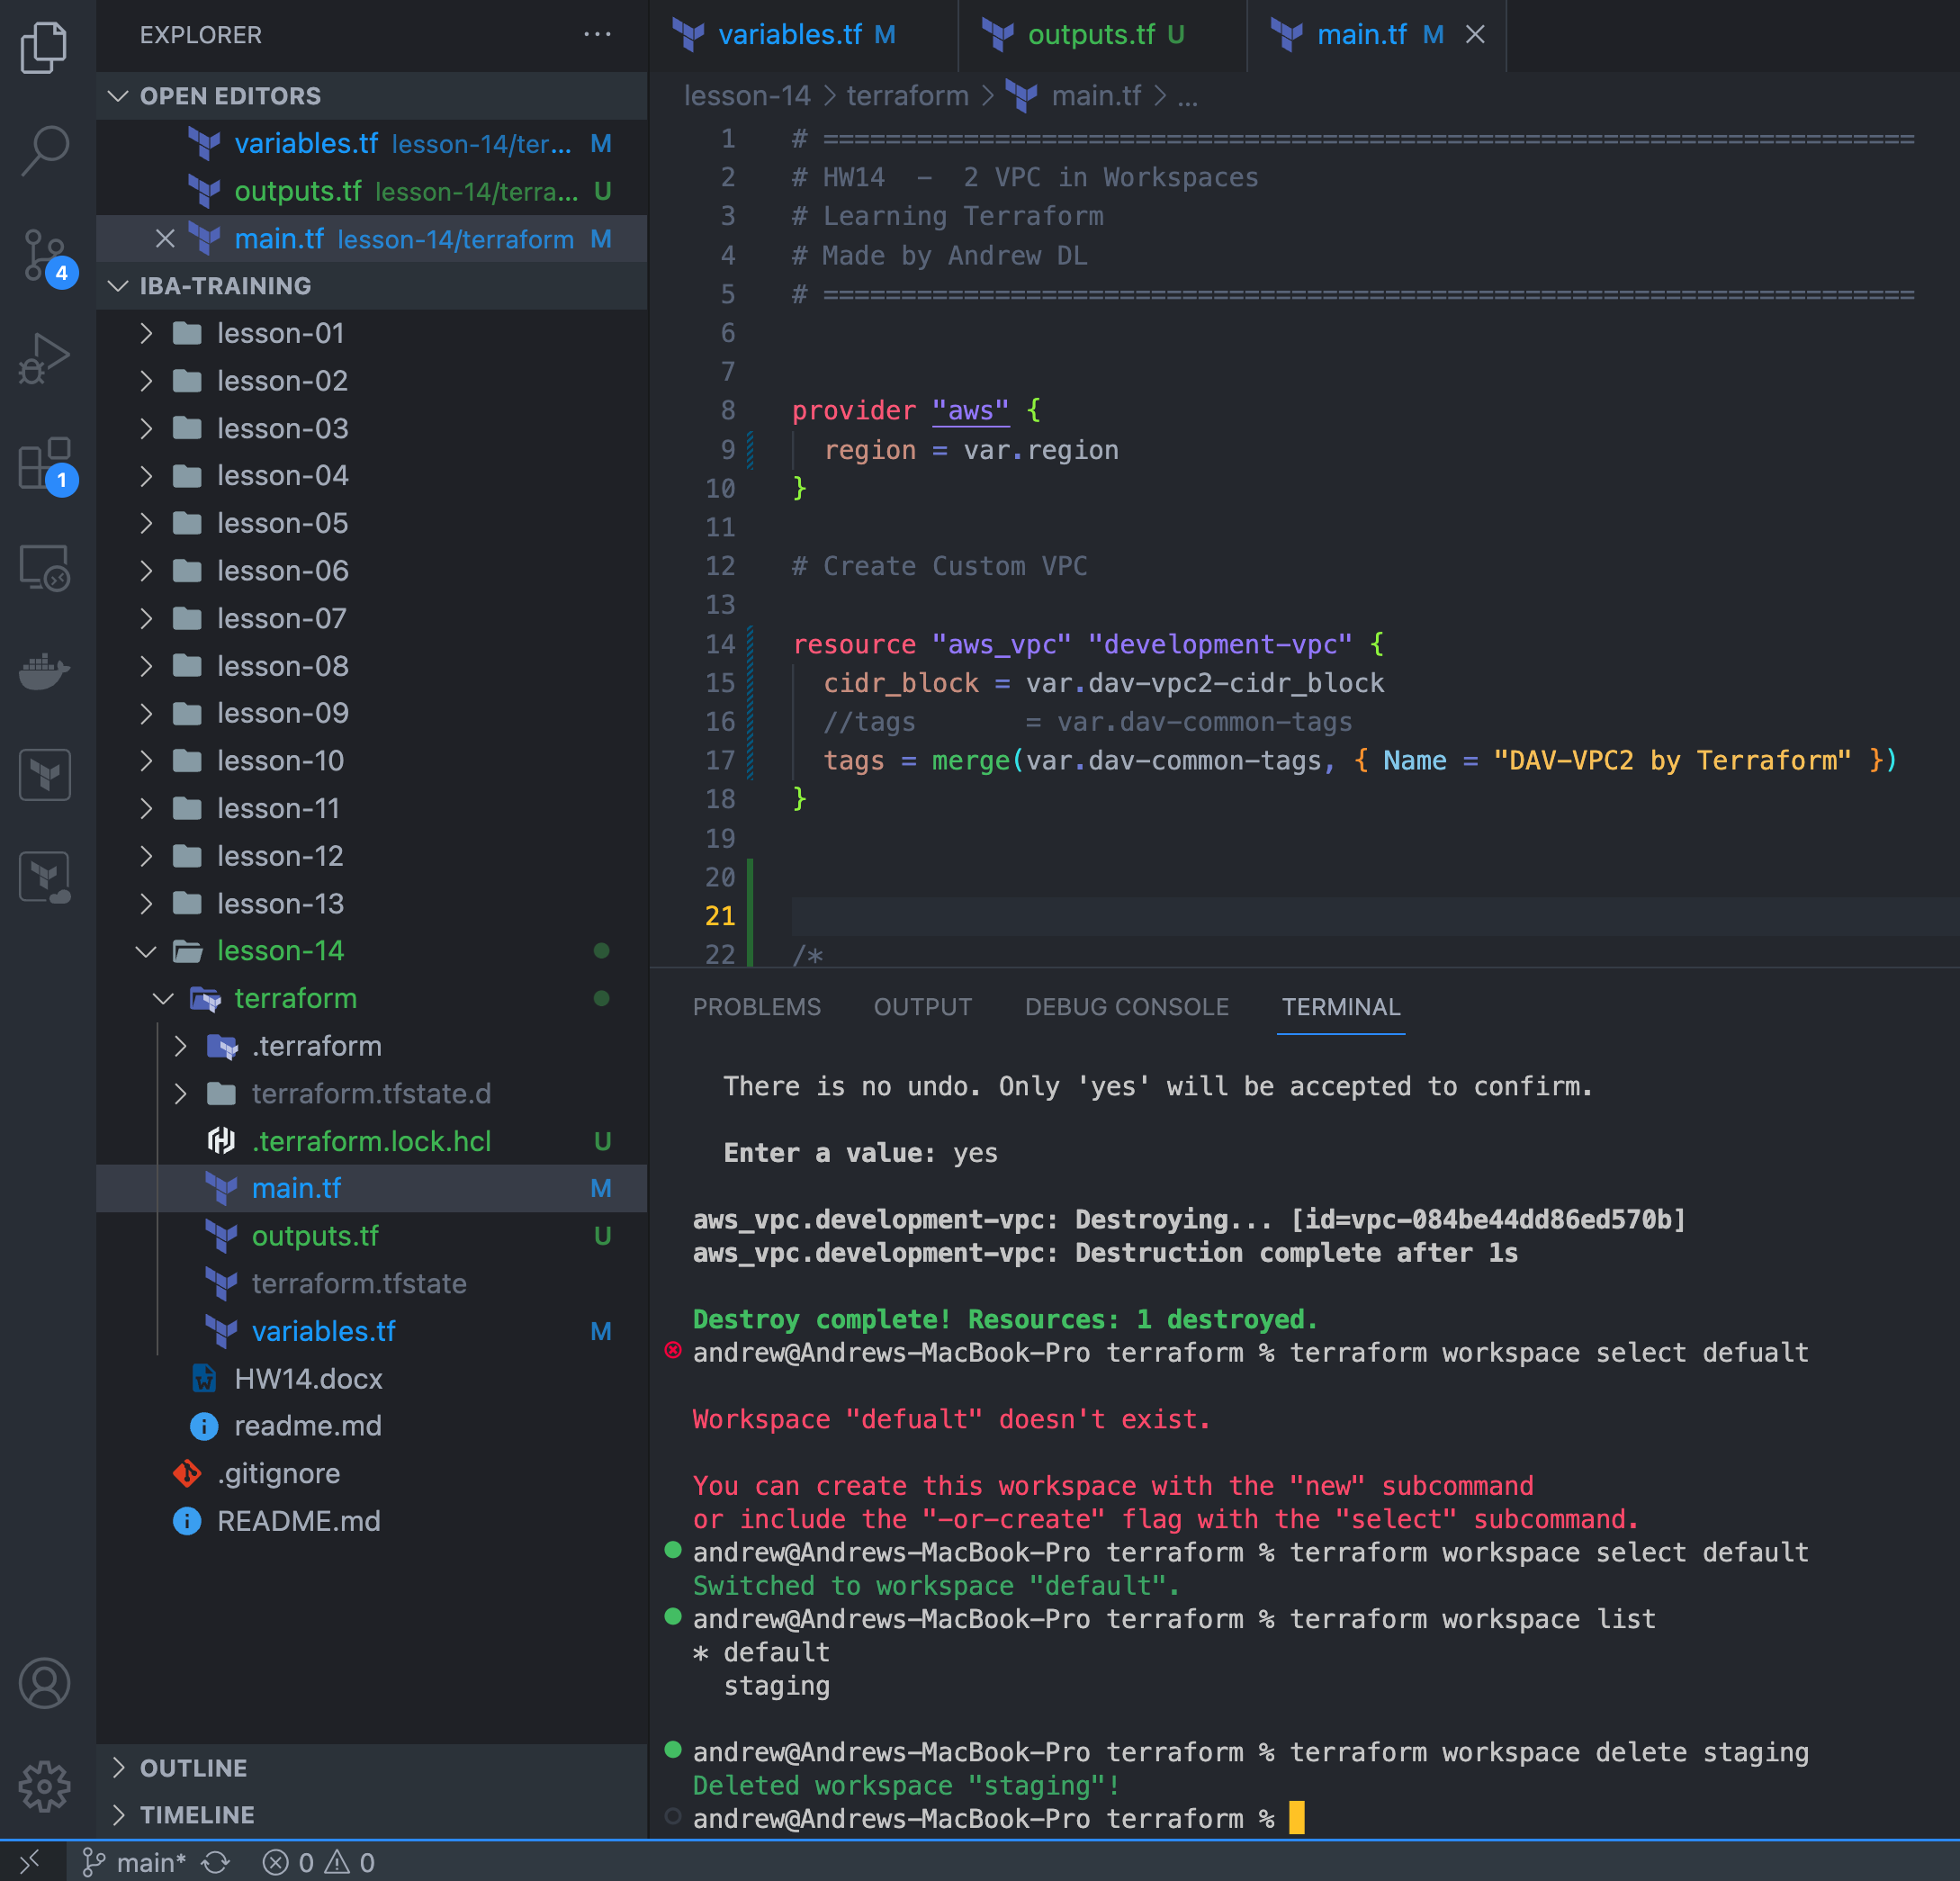 EXPLORER
OPEN EDITORS
variables.tf lesson-14/ter... M
outputs.tf lesson-14/terra... U
main.tf lesson-14/terraform M
IBA-TRAINING
lesson-01
lesson-02
lesson-03
lesson-04
lesson-05
lesson-06
lesson-07
lesson-08
lesson-09
lesson-10
lesson-11
lesson-12
lesson-13
lesson-14
terraform
.terraform
terraform.tfstate.d
.terraform.lock.hcl U
main.tf M
outputs.tf U
terraform.tfstate
variables.tf M
HW14.docx
readme.md
.gitignore
README.md
OUTLINE
TIMELINE
4
1
variables.tf M outputs.tf U main.tf M
lesson-14 > terraform > main.tf > ...
1 # ======================================================================
2 # HW14  -  2 VPC in Workspaces
3 # Learning Terraform
4 # Made by Andrew DL
5 # ======================================================================
6
7
8 provider "aws" {
9   region = var.region
10 }
11
12 # Create Custom VPC
13
14 resource "aws_vpc" "development-vpc" {
15   cidr_block = var.dav-vpc2-cidr_block
16   //tags       = var.dav-common-tags
17   tags = merge(var.dav-common-tags, { Name = "DAV-VPC2 by Terraform" })
18 }
19
20
21
22 /*
PROBLEMS OUTPUT DEBUG CONSOLE TERMINAL
There is no undo. Only 'yes' will be accepted to confirm.
Enter a value: yes
aws_vpc.development-vpc: Destroying... [id=vpc-084be44dd86ed570b]
aws_vpc.development-vpc: Destruction complete after 1s
Destroy complete! Resources: 1 destroyed.
andrew@Andrews-MacBook-Pro terraform % terraform workspace select defualt
Workspace "defualt" doesn't exist.
You can create this workspace with the "new" subcommand
or include the "-or-create" flag with the "select" subcommand.
andrew@Andrews-MacBook-Pro terraform % terraform workspace select default
Switched to workspace "default".
andrew@Andrews-MacBook-Pro terraform % terraform workspace list
* default
  staging
andrew@Andrews-MacBook-Pro terraform % terraform workspace delete staging
Deleted workspace "staging"!
andrew@Andrews-MacBook-Pro terraform %
main* 0 0